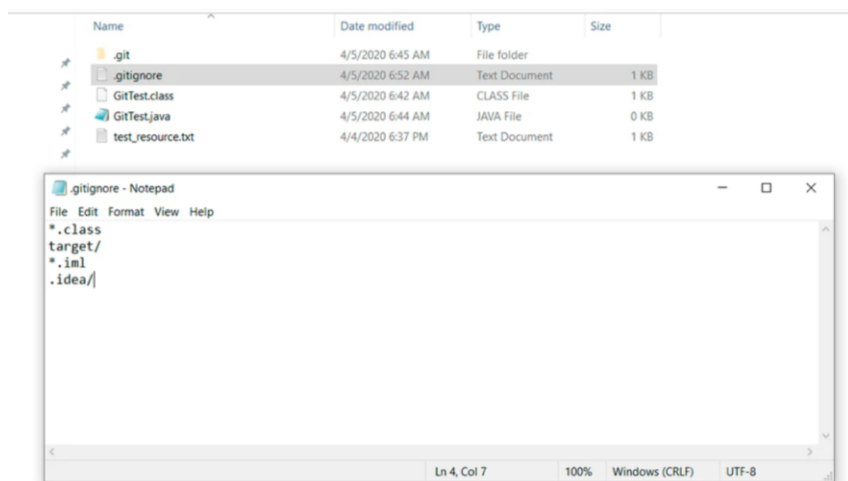 Name Date modified Type Size
.git 4/5/2020 6:45 AM File folder
.gitignore 4/5/2020 6:52 AM Text Document 1 KB
GitTest.class 4/5/2020 6:42 AM CLASS File 1 KB
GitTest.java 4/5/2020 6:44 AM JAVA File 0 KB
test_resource.txt 4/4/2020 6:37 PM Text Document 1 KB
.gitignore - Notepad
File Edit Format View Help
*.class
target/
*.iml
.idea/
Ln 4, Col 7 100% Windows (CRLF) UTF-8